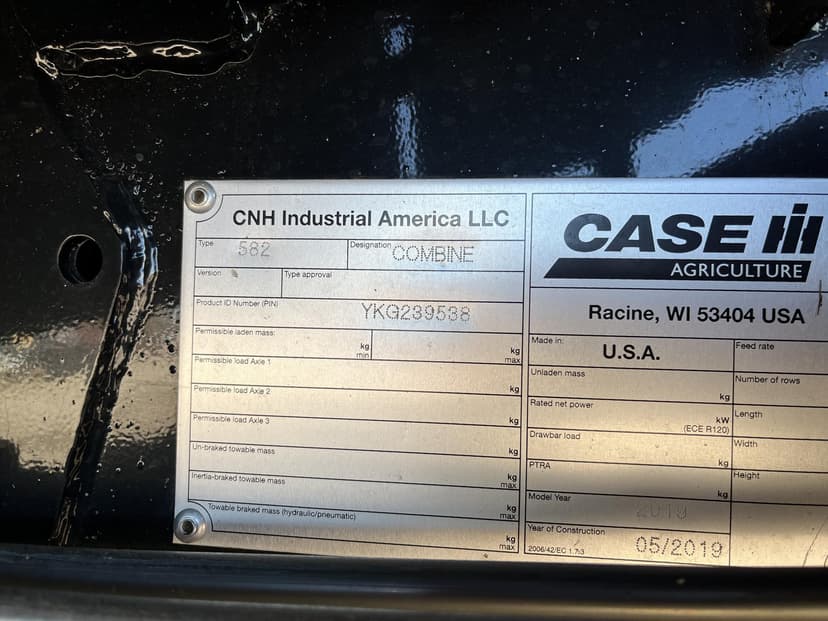 CNH Industrial America LLC
Type 582
Designation COMBINE
Version
Type approval
Product ID Number (PIN) YKG239538
Permissible laden mass:
kg min
kg max
Permissible load Axle 1
kg
Permissible load Axle 2
kg
Permissible load Axle 3
kg
Un-braked towable mass
kg
Inertia-braked towable mass
kg max
Towable braked mass (hydraulic/pneumatic)
kg max
kg max
CASE IH
AGRICULTURE
Racine, WI 53404 USA
Made in: U.S.A.
Feed rate
Unladen mass
kg
Number of rows
Rated net power
kW
(ECE R120)
Length
Drawbar load
kg
Width
PTRA
kg
Height
Model Year 2019
Year of Construction
2006/42/EC 1.7.3
05/2019